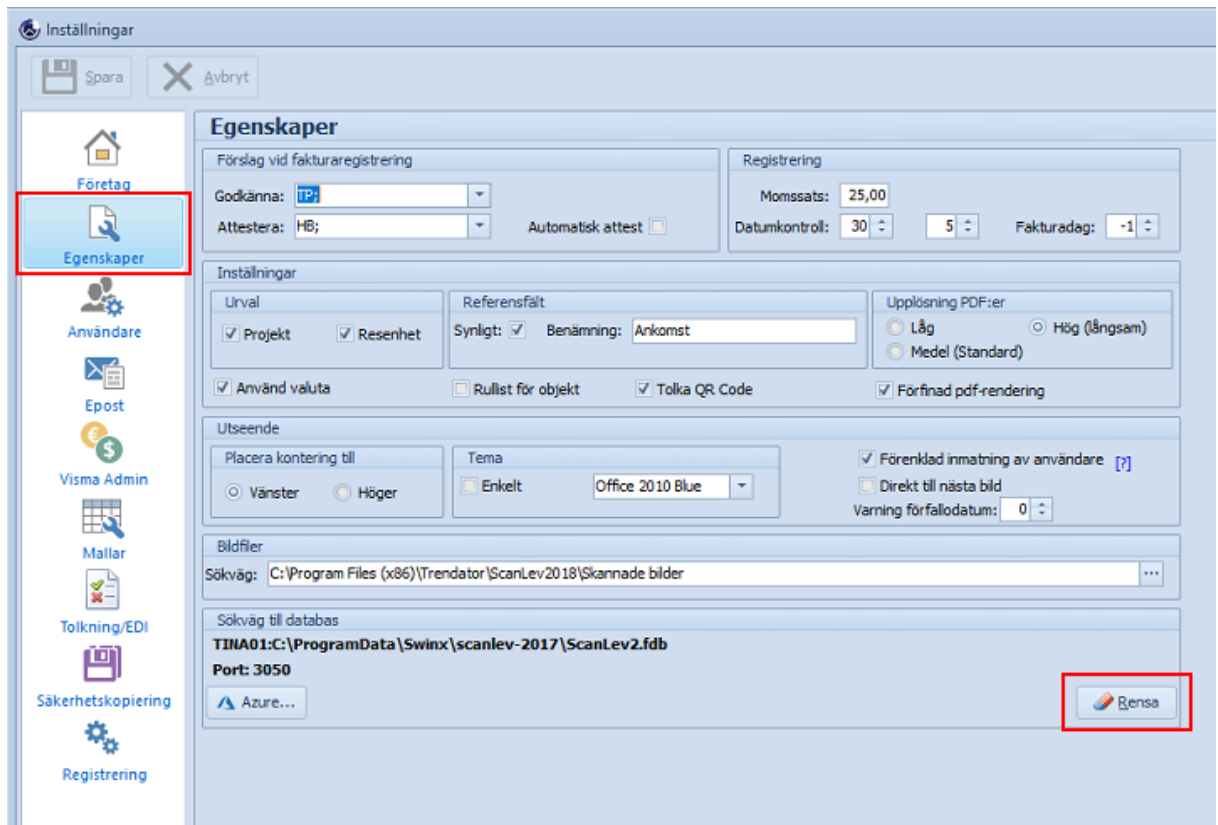 Inställningar
Spara
Avbryt
Företag
Egenskaper
Användare
Epost
Visma Admin
Mallar
Tolkning/EDI
Säkerhetskopiering
Registrering
Egenskaper
Förslag vid fakturaregistrering
Godkänna: TP;
Attestera: HB; Automatisk attest
Registrering
Momssats: 25,00
Datumkontroll: 30 5 Fakturadag: -1
Inställningar
Urval
Projekt Resenhet
Referensfält
Synligt: Benämning: Ankomst
Upplösning PDF:er
Låg Hög (långsam)
Medel (Standard)
Använd valuta Rullist för objekt Tolka QR Code Förfinad pdf-rendering
Utseende
Placera kontering till
Vänster Höger
Tema
Enkelt Office 2010 Blue
Förenklad inmatning av användare [?]
Direkt till nästa bild
Varning förfallodatum: 0
Bildfiler
Sökväg: C:\Program Files (x86)\Trendator\ScanLev2018\Skannade bilder ...
Sökväg till databas
TINA01:C:\ProgramData\Swinx\scanlev-2017\ScanLev2.fdb
Port: 3050
Azure... Rensa